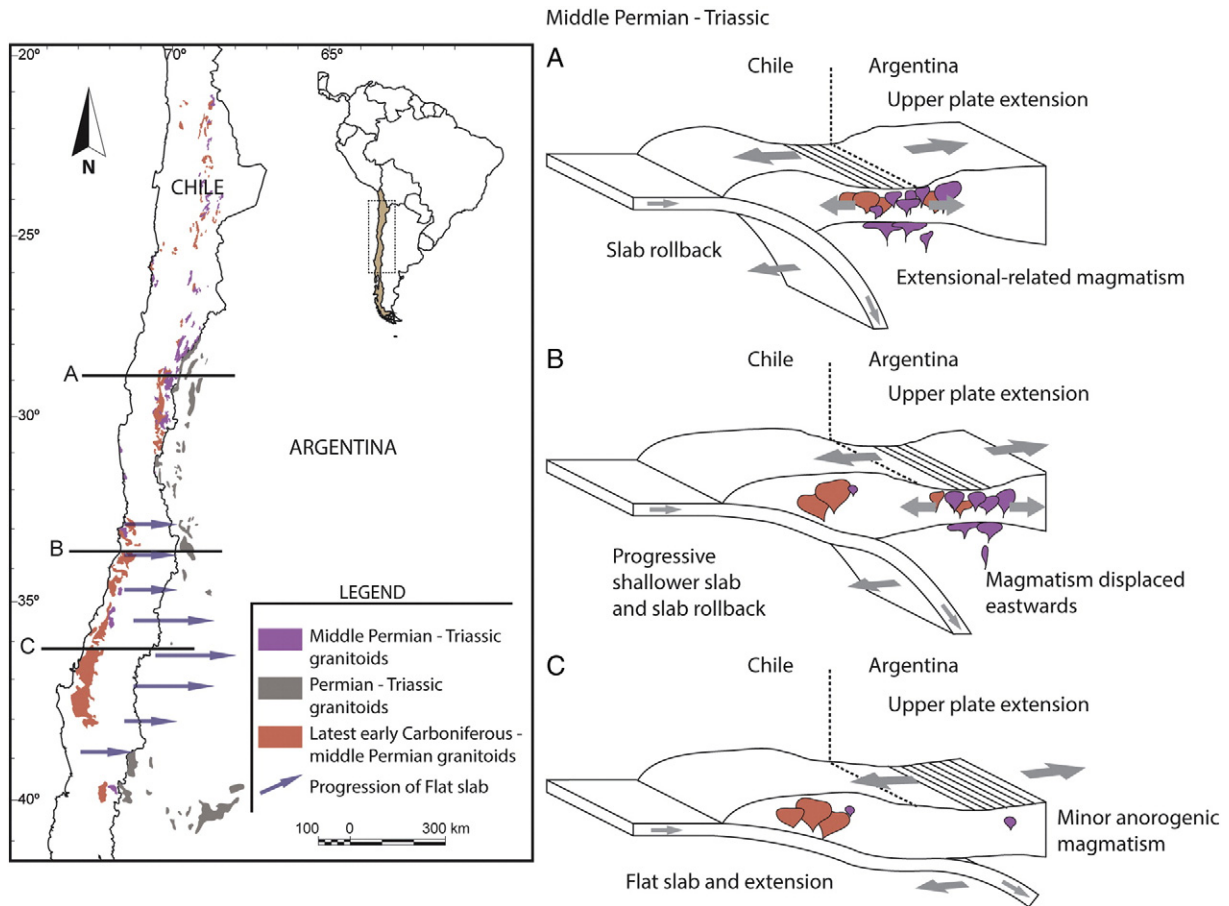 Middle Permian - Triassic
20°
70°
65°
N
CHILE
25°
A
30°
ARGENTINA
B
35°
C
40°
LEGEND
Middle Permian - Triassic
granitoids
Permian - Triassic
granitoids
Latest early Carboniferous -
middle Permian granitoids
Progression of Flat slab
100 0 300 km
A
Chile Argentina
Upper plate extension
Slab rollback
Extensional-related magmatism
B
Chile Argentina
Upper plate extension
Progressive
shallower slab
and slab rollback
Magmatism displaced
eastwards
C
Chile Argentina
Upper plate extension
Minor anorogenic
magmatism
Flat slab and extension